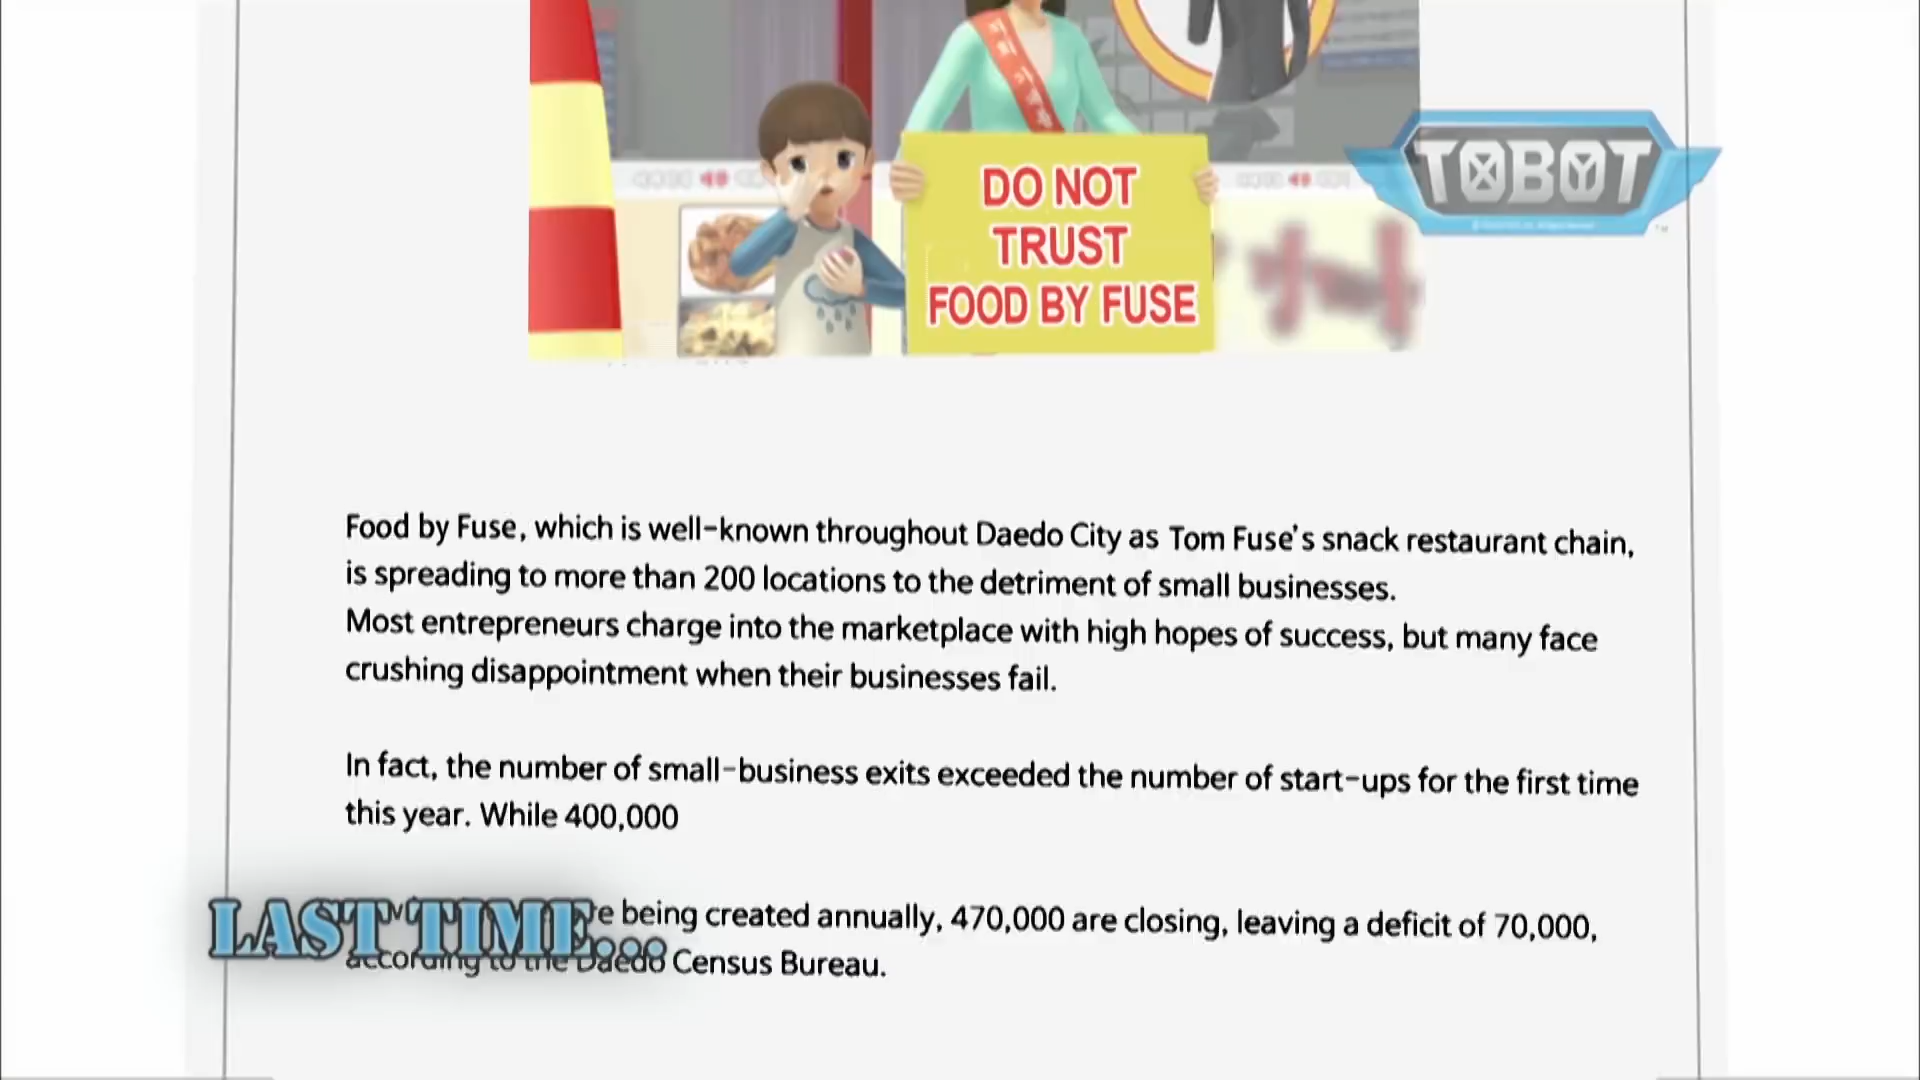 DO NOT
TRUST
FOOD BY FUSE
TOBOT
Food by Fuse, which is well-known throughout Daedo City as Tom Fuse's snack restaurant chain,
is spreading to more than 200 locations to the detriment of small businesses.
Most entrepreneurs charge into the marketplace with high hopes of success, but many face
crushing disappointment when their businesses fail.
In fact, the number of small-business exits exceeded the number of start-ups for the first time
this year. While 400,000
being created annually, 470,000 are closing, leaving a deficit of 70,000,
LAST TIME...
according to the Daedo Census Bureau.